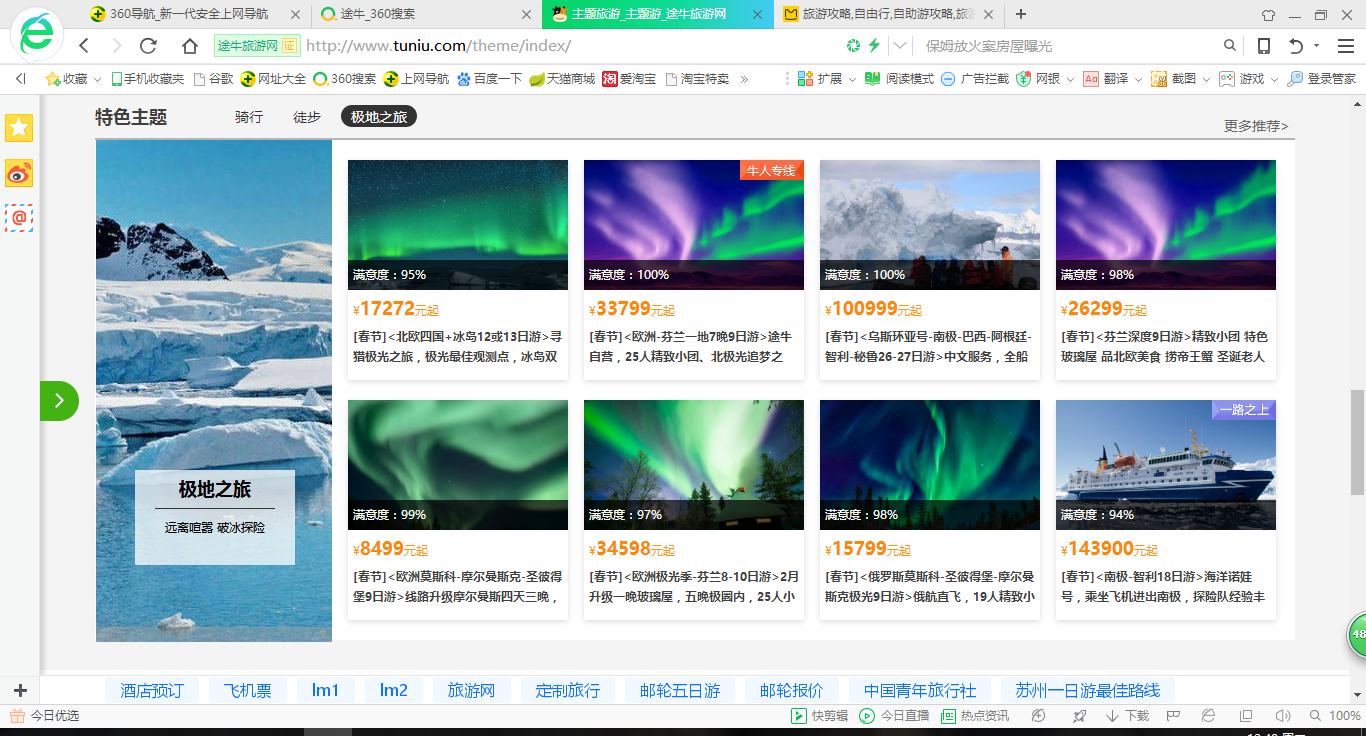 360导航_新一代安全上网导航
途牛_360搜索
主题旅游_主题游_途牛旅游网
旅游攻略,自由行,自助游攻略,旅游
途牛旅游网 证 http://www.tuniu.com/theme/index/
保姆放火案房屋曝光
收藏 手机收藏夹 谷歌 网址大全 360搜索 上网导航 百度一下 天猫商城 淘 爱淘宝 淘宝特卖 » 扩展 阅读模式 广告拦截 网银 Aa 翻译 截图 游戏 登录管家
特色主题 骑行 徒步 极地之旅
更多推荐>
极地之旅
远离喧嚣 破冰探险
满意度：95%
¥17272元起
[春节]<北欧四国+冰岛12或13日游>寻
猎极光之旅，极光最佳观测点，冰岛双
牛人专线
满意度：100%
¥33799元起
[春节]<欧洲-芬兰一地7晚9日游>途牛
自营，25人精致小团、北极光追梦之
满意度：100%
¥100999元起
[春节]<乌斯环亚号-南极-巴西-阿根廷-
智利-秘鲁26-27日游>中文服务，全船
满意度：98%
¥26299元起
[春节]<芬兰深度9日游>精致小团 特色
玻璃屋 品北欧美食 捞帝王蟹 圣诞老人
满意度：99%
¥8499元起
[春节]<欧洲莫斯科-摩尔曼斯克-圣彼得
堡9日游>线路升级摩尔曼斯四天三晚，
满意度：97%
¥34598元起
[春节]<欧洲极光季-芬兰8-10日游>2月
升级一晚玻璃屋，五晚极圈内，25人小
满意度：98%
¥15799元起
[春节]<俄罗斯莫斯科-圣彼得堡-摩尔曼
斯克极光9日游>俄航直飞，19人精致小
一路之上
满意度：94%
¥143900元起
[春节]<南极-智利18日游>海洋诺娃
号，乘坐飞机进出南极，探险队经验丰
48
酒店预订 飞机票 lm1 lm2 旅游网 定制旅行 邮轮五日游 邮轮报价 中国青年旅行社 苏州一日游最佳路线
今日优选 快剪辑 今日直播 热点资讯 下载 100%